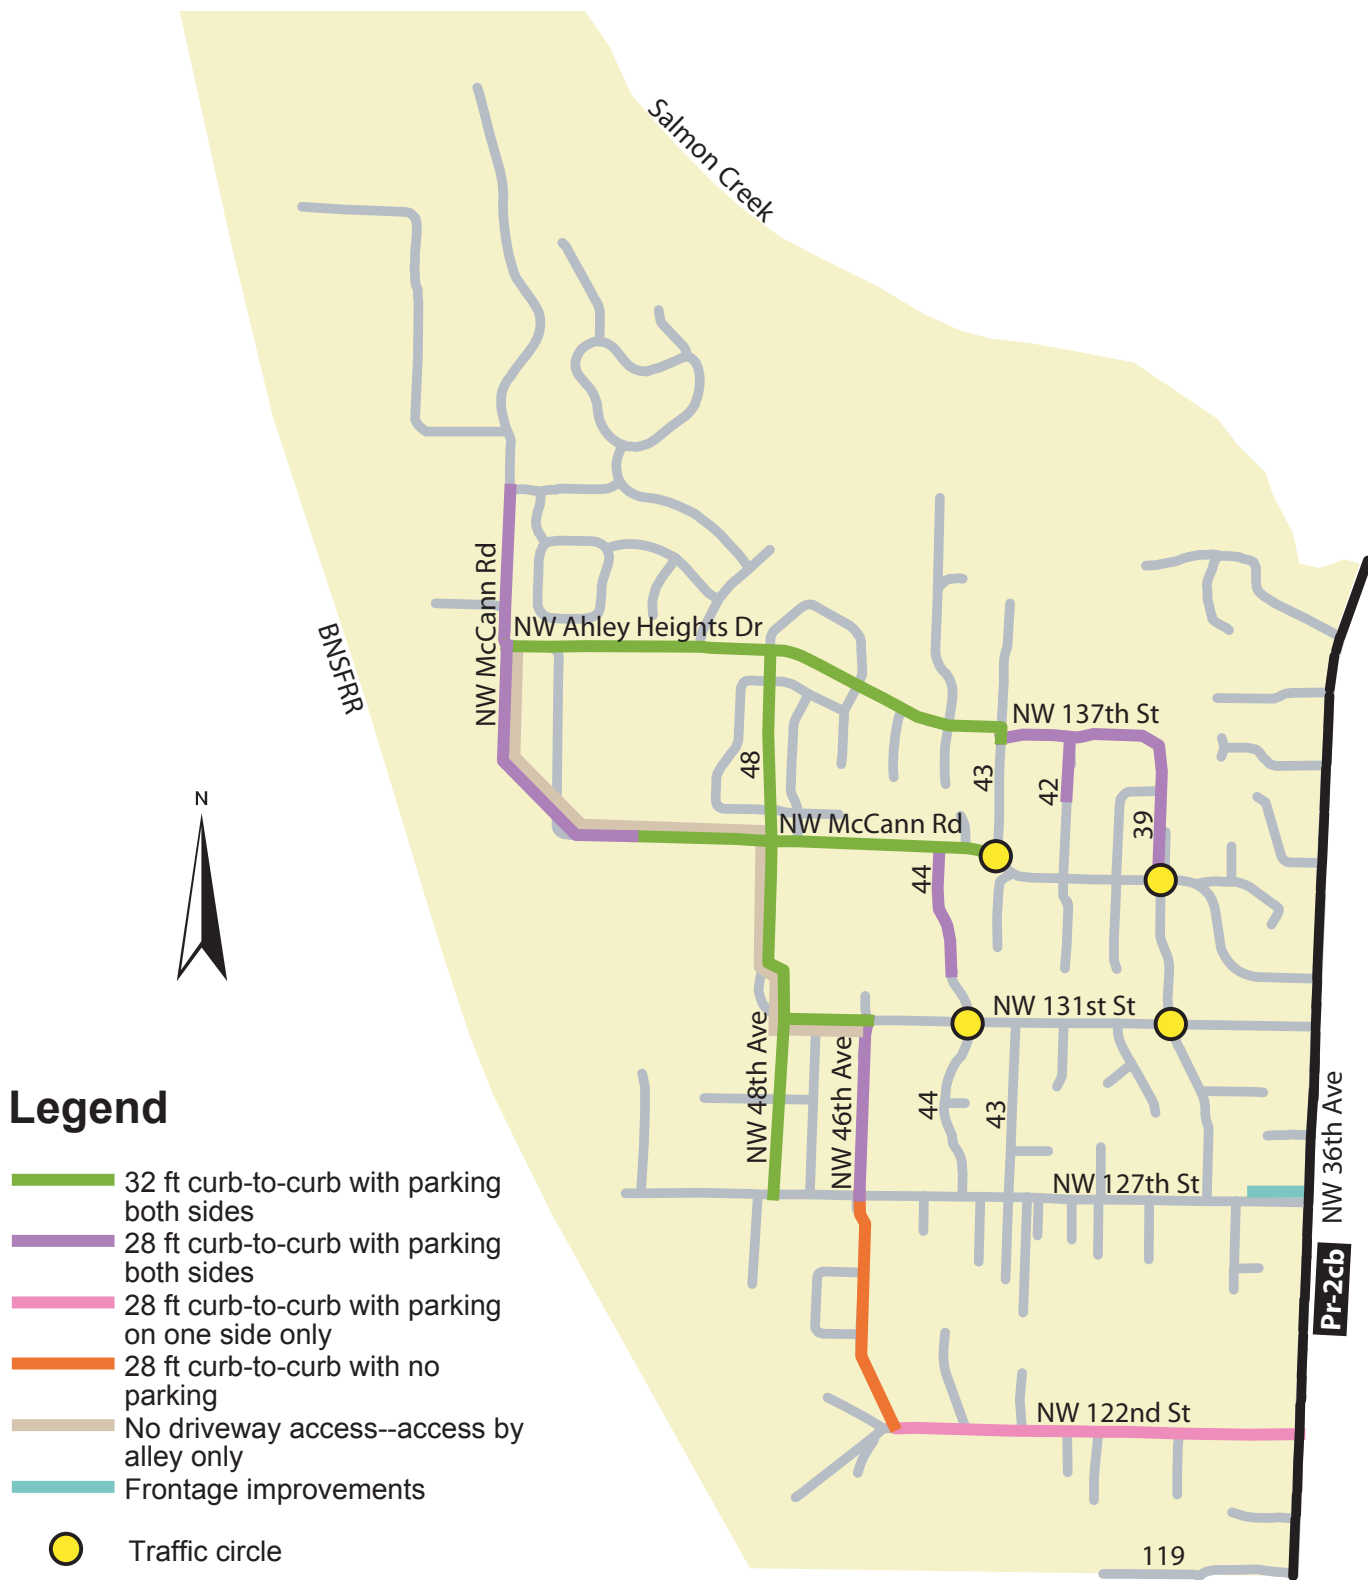 Salmon Creek
NW McCann Rd
NW Ahley Heights Dr
BNSFRR
NW 137th St
48
43
42
39
N
NW McCann Rd
44
NW 131st St
NW 48th Ave
NW 46th Ave
44
43
NW 36th Ave
NW 127th St
Pr-2cb
NW 122nd St
119
Legend
32 ft curb-to-curb with parking
both sides
28 ft curb-to-curb with parking
both sides
28 ft curb-to-curb with parking
on one side only
28 ft curb-to-curb with no
parking
No driveway access--access by
alley only
Frontage improvements
Traffic circle